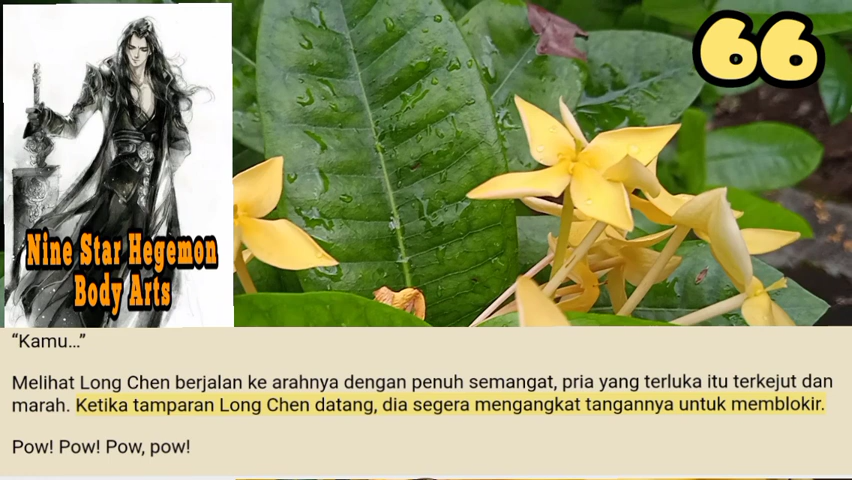 66
Nine Star Hegemon
Body Arts
“Kamu...”
Melihat Long Chen berjalan ke arahnya dengan penuh semangat, pria yang terluka itu terkejut dan
marah. Ketika tamparan Long Chen datang, dia segera mengangkat tangannya untuk memblokir.
Pow! Pow! Pow, pow!